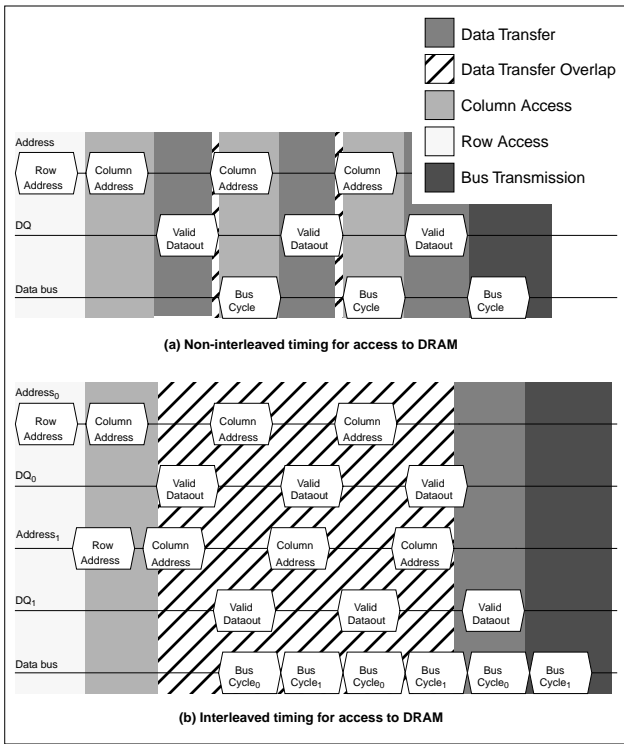 Data Transfer
Data Transfer Overlap
Column Access
Row Access
Bus Transmission
Address
Row Address
Column Address
Column Address
Column Address
DQ
Valid Dataout
Valid Dataout
Valid Dataout
Data bus
Bus Cycle
Bus Cycle
Bus Cycle
(a) Non-interleaved timing for access to DRAM
Address0
Row Address
Column Address
Column Address
Column Address
DQ0
Valid Dataout
Valid Dataout
Valid Dataout
Address1
Row Address
Column Address
Column Address
Column Address
DQ1
Valid Dataout
Valid Dataout
Valid Dataout
Data bus
Bus Cycle0
Bus Cycle1
Bus Cycle0
Bus Cycle1
Bus Cycle0
Bus Cycle1
(b) Interleaved timing for access to DRAM